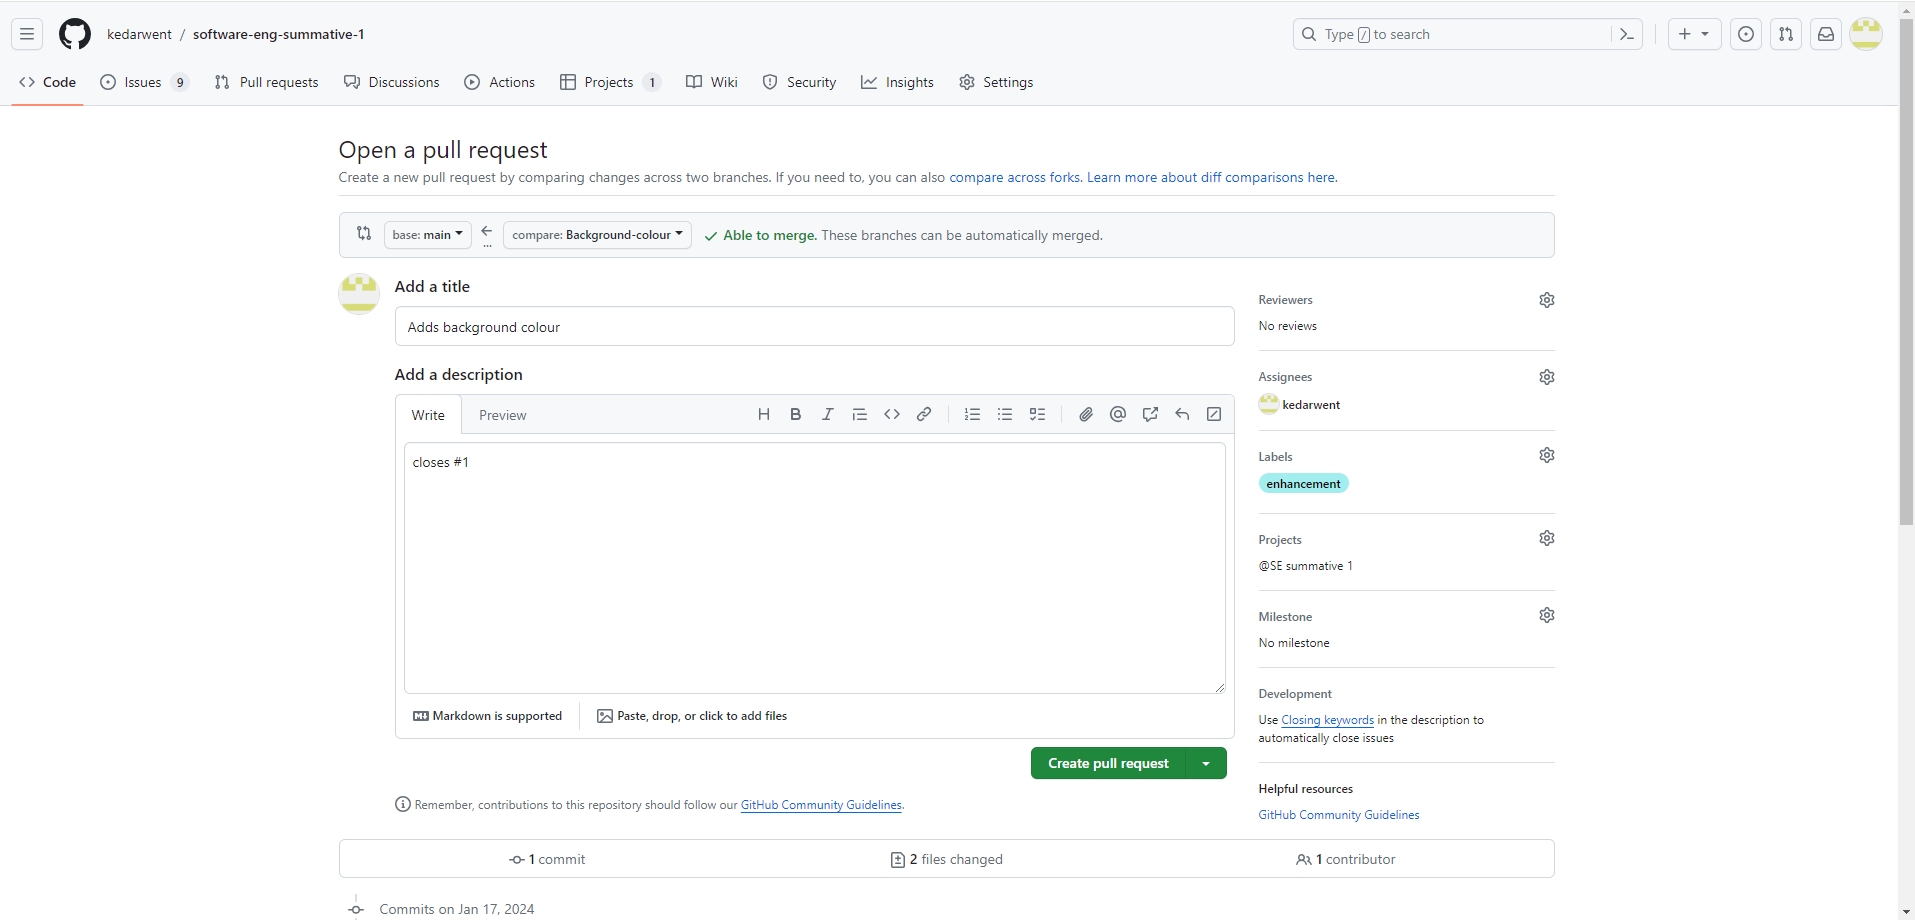 kedarwent / software-eng-summative-1
Type / to search
Code Issues 9 Pull requests Discussions Actions Projects 1 Wiki Security Insights Settings
Open a pull request
Create a new pull request by comparing changes across two branches. If you need to, you can also compare across forks. Learn more about diff comparisons here.
base: main ... compare: Background-colour Able to merge. These branches can be automatically merged.
Add a title
Adds background colour
Add a description
Write Preview
closes #1
Markdown is supported Paste, drop, or click to add files
Create pull request
Remember, contributions to this repository should follow our GitHub Community Guidelines.
Reviewers
No reviews
Assignees
kedarwent
Labels
enhancement
Projects
@SE summative 1
Milestone
No milestone
Development
Use Closing keywords in the description to
automatically close issues
Helpful resources
GitHub Community Guidelines
1 commit 2 files changed 1 contributor
Commits on Jan 17, 2024